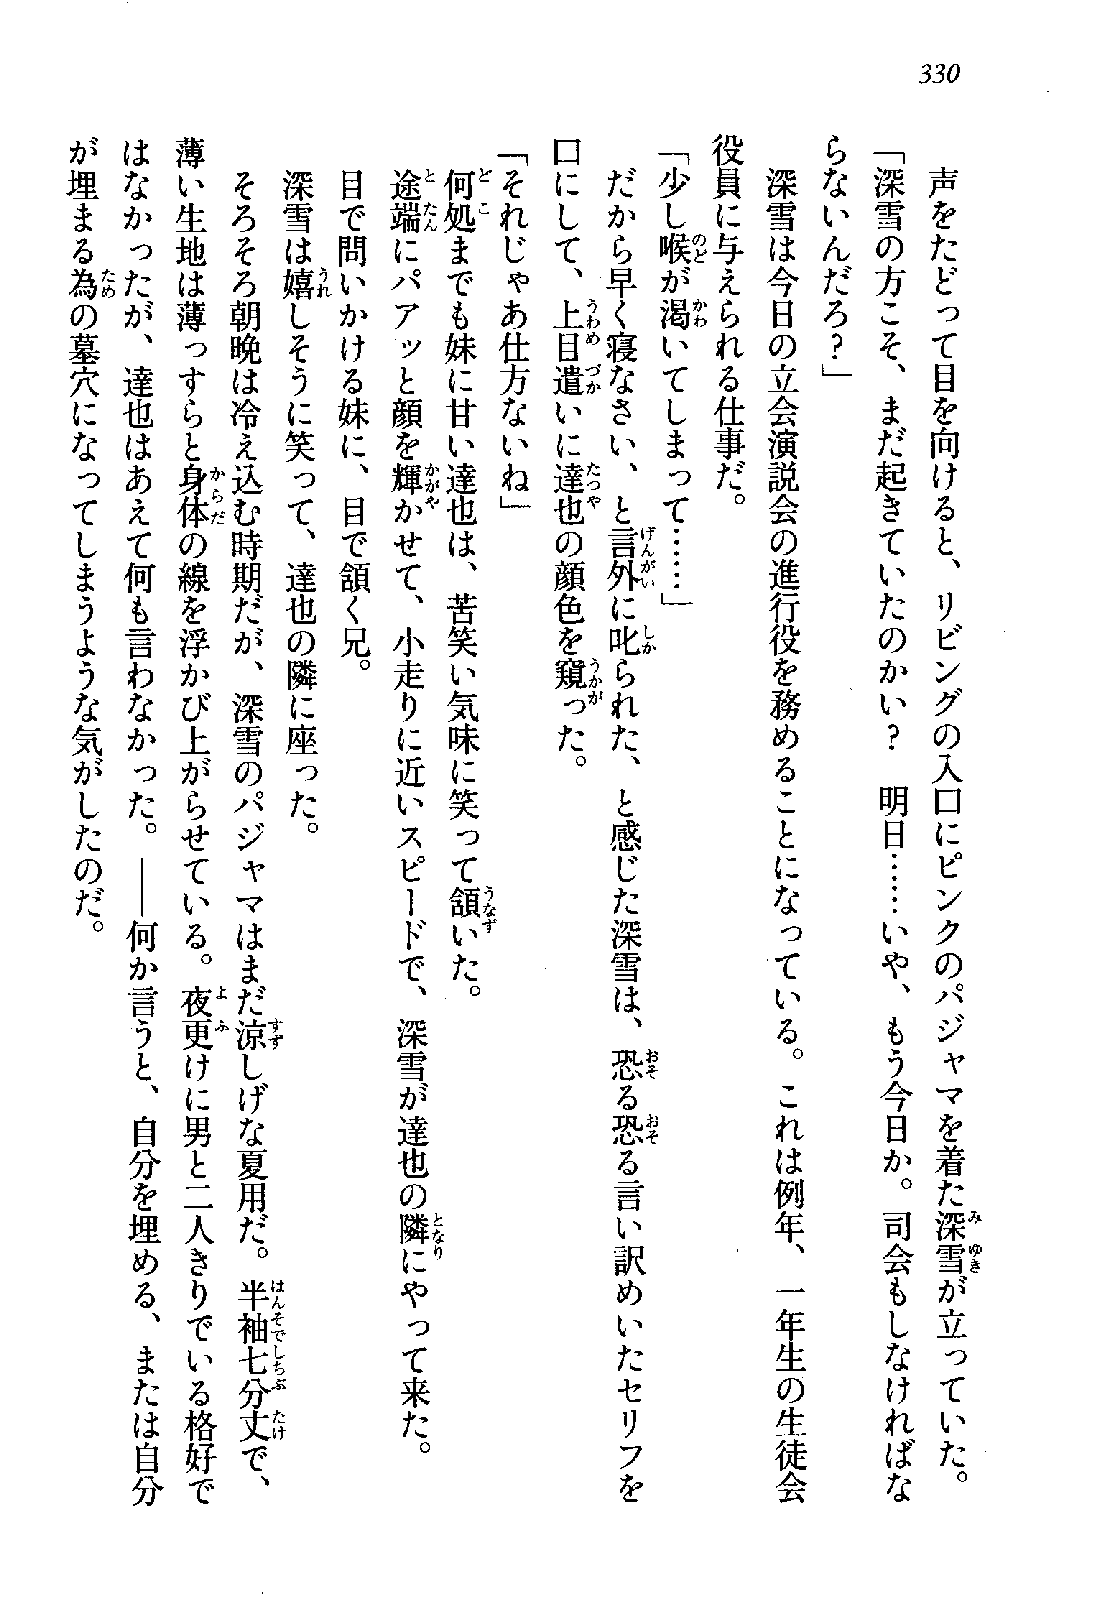 330
声をたどって目を向けると、リビングの入口にピンクのパジャマを着た深雪が立っていた。
「深雪の方こそ、まだ起きていたのかい？　明日……いや、もう今日か。司会もしなければな
らないんだろ？」
深雪は今日の立会演説会の進行役を務めることになっている。これは例年、一年生の生徒会
役員に与えられる仕事だ。
「少し喉が渇いてしまって……」
だから早く寝なさい、と言外に叱られた、と感じた深雪は、恐る恐る言い訳めいたセリフを
口にして、上目遣いに達也の顔色を窺った。
「それじゃあ仕方ないね」
何処までも妹に甘い達也は、苦笑い気味に笑って頷いた。
途端にパアッと顔を輝かせて、小走りに近いスピードで、深雪が達也の隣にやって来た。
目で問いかける妹に、目で頷く兄。
深雪は嬉しそうに笑って、達也の隣に座った。
そろそろ朝晩は冷え込む時期だが、深雪のパジャマはまだ涼しげな夏用だ。半袖七分丈で、
薄い生地は薄っすらと身体の線を浮かび上がらせている。夜更けに男と二人きりでいる格好で
はなかったが、達也はあえて何も言わなかった。――何か言うと、自分を埋める、または自分
が埋まる為の墓穴になってしまうような気がしたのだ。